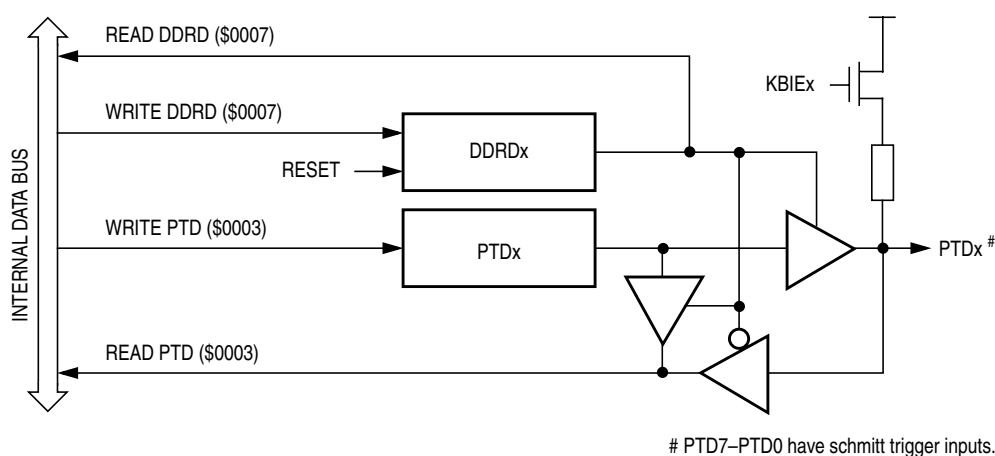 READ DDRD ($0007)
KBIEx
WRITE DDRD ($0007)
DDRDx
RESET
INTERNAL DATA BUS
WRITE PTD ($0003)
PTDx
PTDx #
READ PTD ($0003)
# PTD7–PTD0 have schmitt trigger inputs.